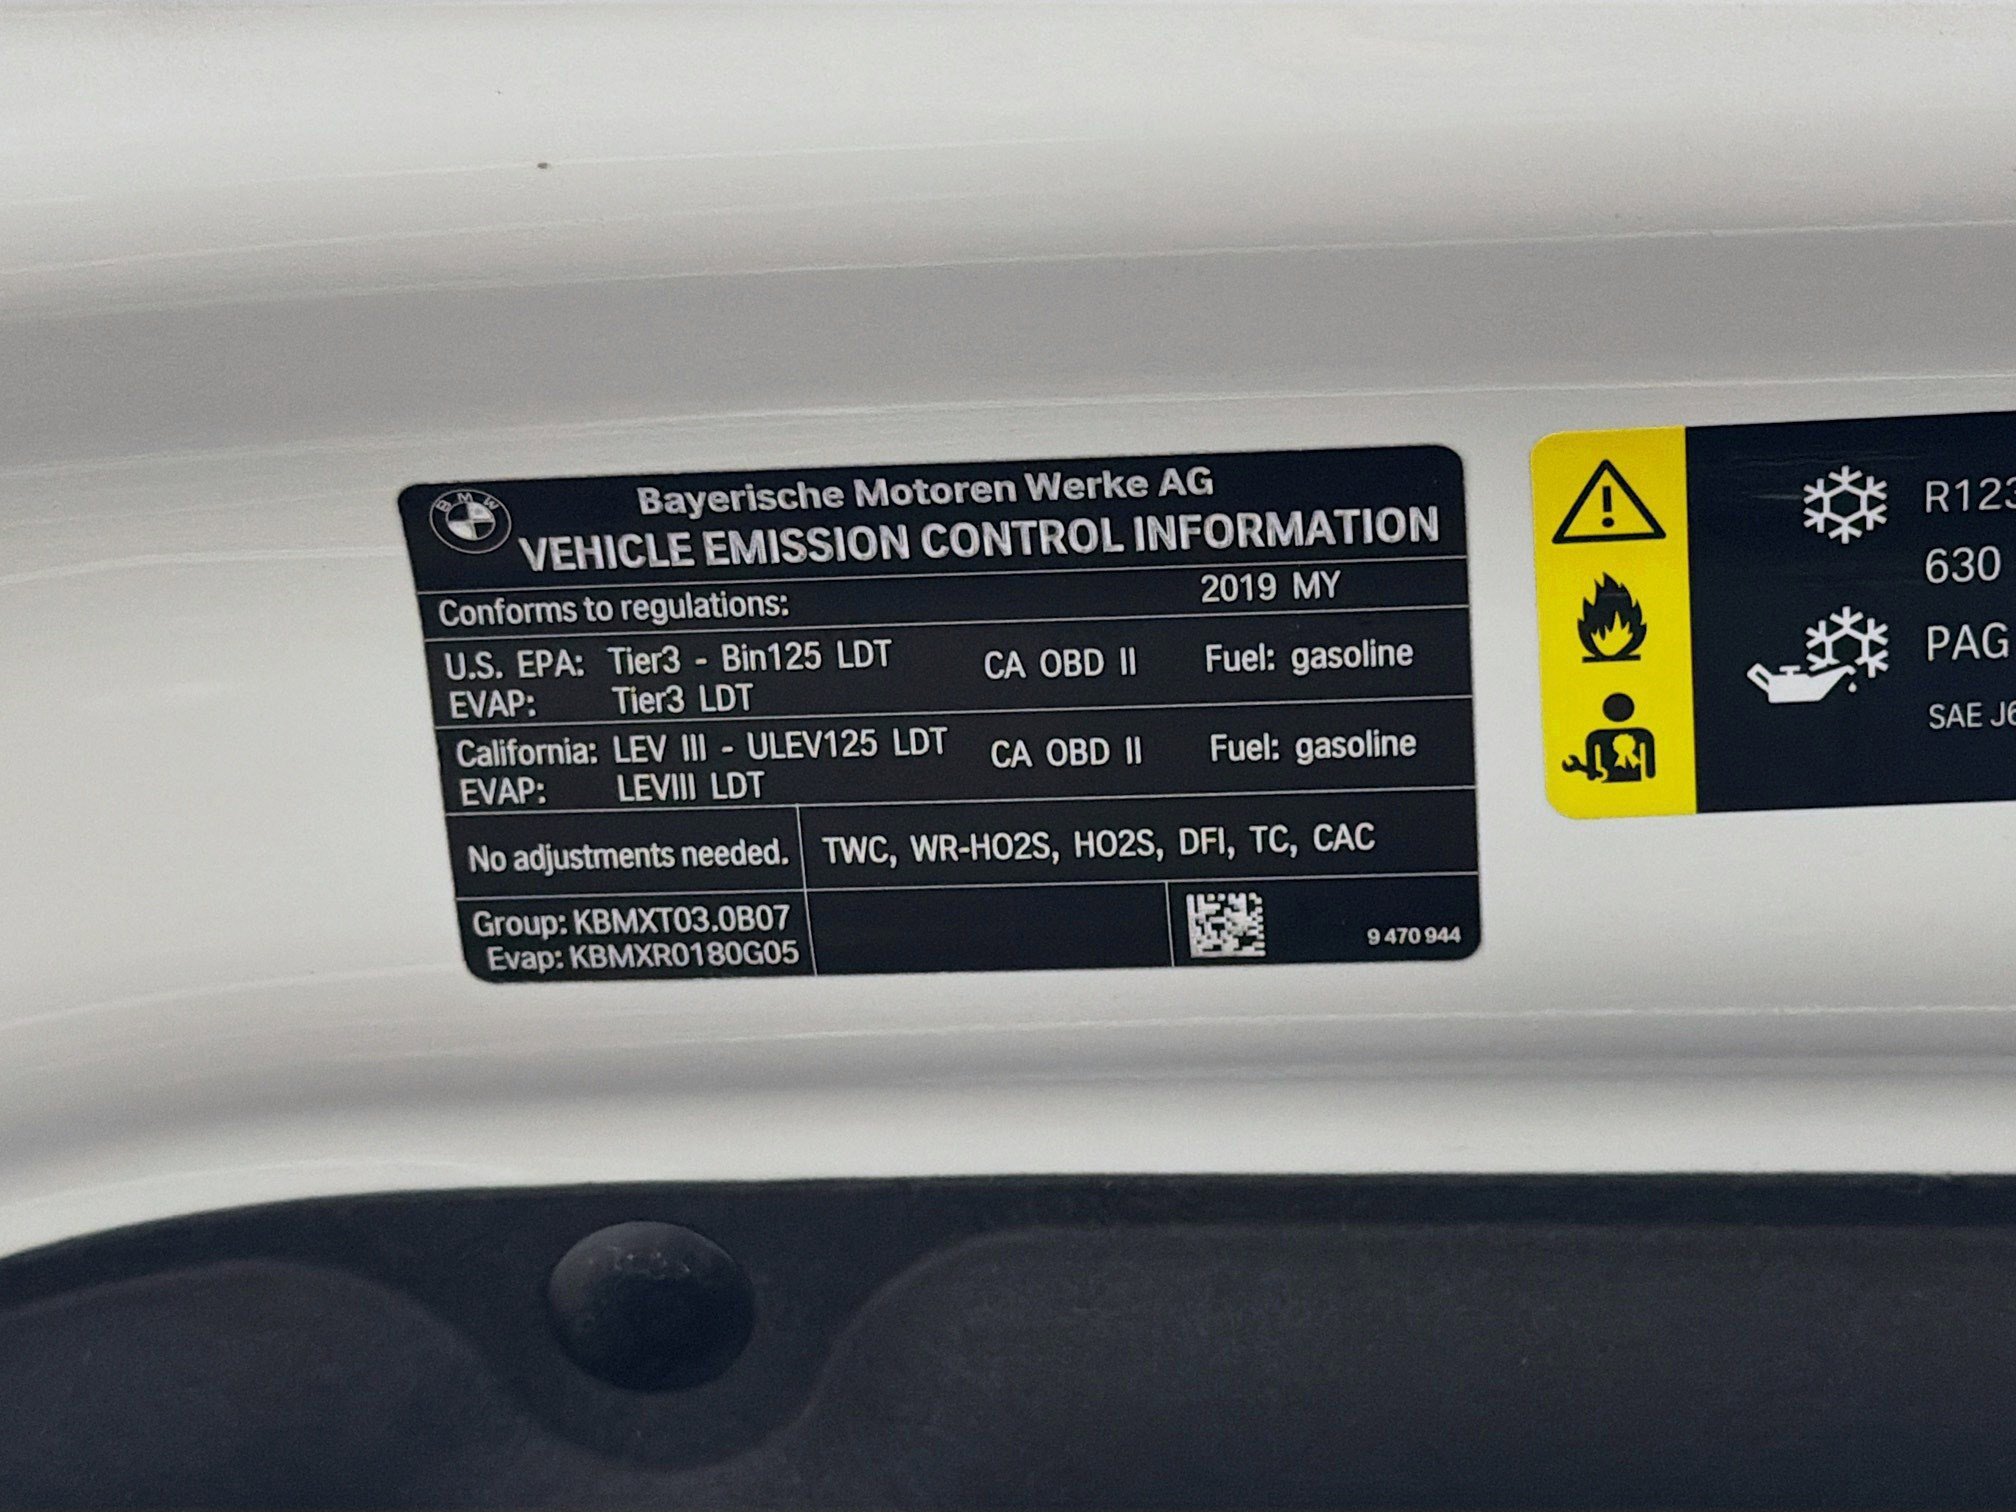 BMW
Bayerische Motoren Werke AG
VEHICLE EMISSION CONTROL INFORMATION
Conforms to regulations: 2019 MY
U.S. EPA: Tier3 - Bin125 LDT CA OBD II Fuel: gasoline
EVAP: Tier3 LDT
California: LEV III - ULEV125 LDT CA OBD II Fuel: gasoline
EVAP: LEVIII LDT
No adjustments needed. TWC, WR-HO2S, HO2S, DFI, TC, CAC
Group: KBMXT03.0B07
Evap: KBMXR0180G05
9 470 944
R123
630
PAG
SAE J6